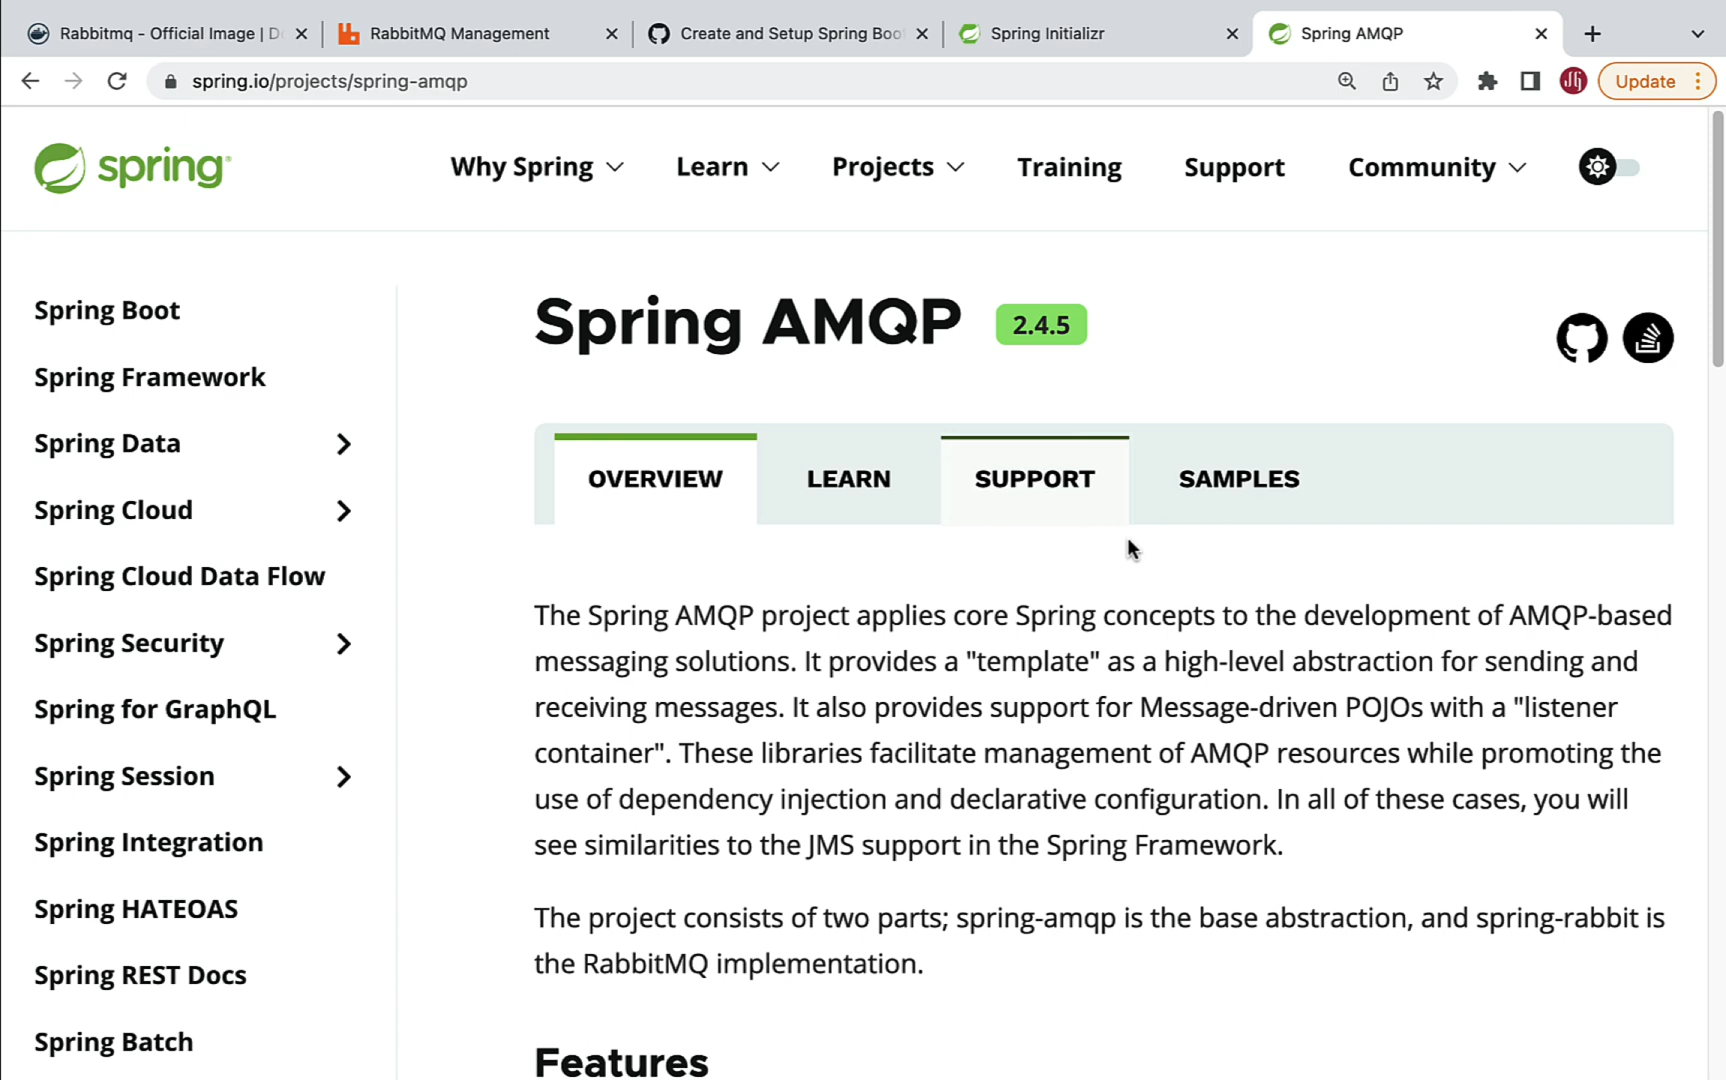 Rabbitmq - Official Image | D
RabbitMQ Management
Create and Setup Spring Boo
Spring Initializr
Spring AMQP
spring.io/projects/spring-amqp
Update
spring
Why Spring
Learn
Projects
Training
Support
Community
Spring Boot
Spring Framework
Spring Data
Spring Cloud
Spring Cloud Data Flow
Spring Security
Spring for GraphQL
Spring Session
Spring Integration
Spring HATEOAS
Spring REST Docs
Spring Batch
Spring AMQP 2.4.5
OVERVIEW
LEARN
SUPPORT
SAMPLES
The Spring AMQP project applies core Spring concepts to the development of AMQP-based
messaging solutions. It provides a "template" as a high-level abstraction for sending and
receiving messages. It also provides support for Message-driven POJOs with a "listener
container". These libraries facilitate management of AMQP resources while promoting the
use of dependency injection and declarative configuration. In all of these cases, you will
see similarities to the JMS support in the Spring Framework.
The project consists of two parts; spring-amqp is the base abstraction, and spring-rabbit is
the RabbitMQ implementation.
Features